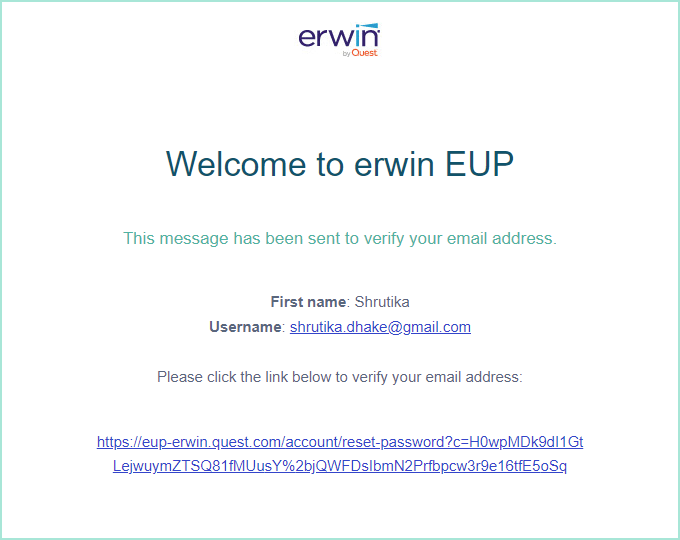 erwin
by Quest
Welcome to erwin EUP
This message has been sent to verify your email address.
First name: Shrutika
Username: shrutika.dhake@gmail.com
Please click the link below to verify your email address:
https://eup-erwin.quest.com/account/reset-password?c=H0wpMDk9dI1Gt
LejwuymZTSQ81fMUusY%2bjQWFDsIbmN2Prfbpcw3r9e16tfE5oSq